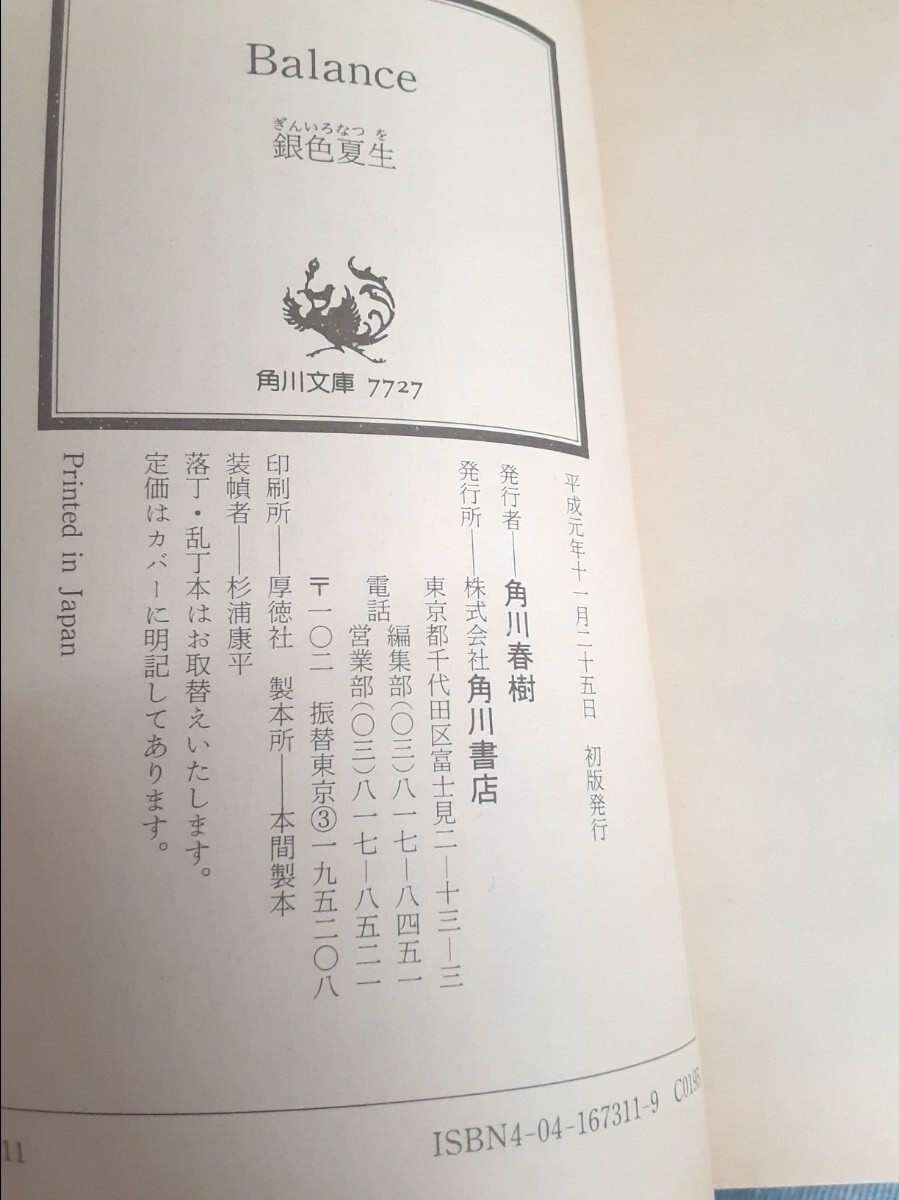 Balance
ぎんいろなつを
銀色夏生
角川文庫 7727
平成元年十一月二十五日 初版発行
発行者―角川春樹
発行所―株式会社角川書店
東京都千代田区富士見二―十三―三
電話 編集部(〇三)八一七―八四五一
営業部(〇三)八一七―八五二一
〒一〇二 振替東京③一九五二〇八
印刷所―厚徳社 製本所―本間製本
装幀者―杉浦康平
落丁・乱丁本はお取替えいたします。
定価はカバーに明記してあります。
Printed in Japan
11
ISBN4-04-167311-9 C0195